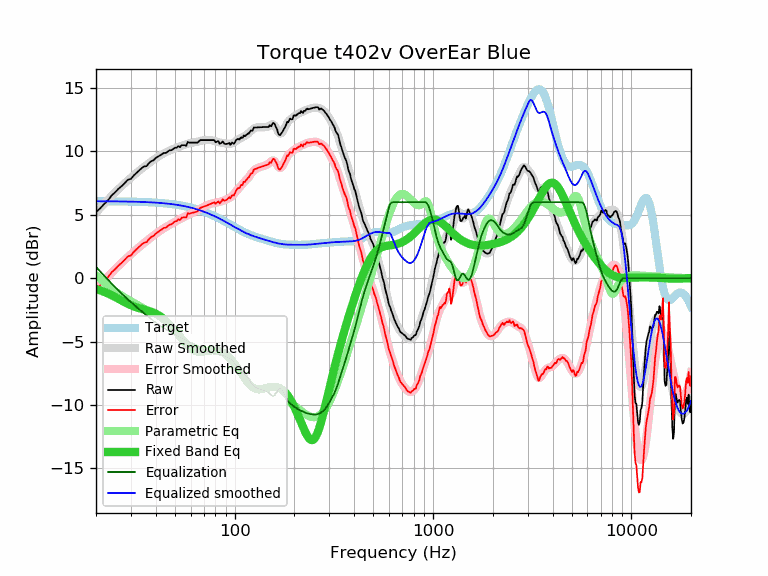 Torque t402v OverEar Blue
15
10
5
0
−5
−10
−15
Amplitude (dBr)
Target
Raw Smoothed
Error Smoothed
Raw
Error
Parametric Eq
Fixed Band Eq
Equalization
Equalized smoothed
100
1000
10000
Frequency (Hz)